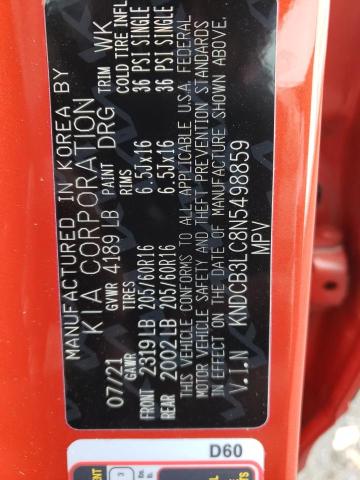 MANUFACTURED IN KOREA BY
KIA CORPORATION
07/21 GVWR 4189 LB PAINT DRG TRIM WK
GAWR TIRES RIMS COLD TIRE INFL
FRONT 2319 LB 205/60R16 6.5Jx16 36 PSI SINGLE
REAR 2002 LB 205/60R16 6.5Jx16 36 PSI SINGLE
THIS VEHICLE CONFORMS TO ALL APPLICABLE U.S.A. FEDERAL
MOTOR VEHICLE SAFETY AND THEFT PREVENTION STANDARDS
IN EFFECT ON THE DATE OF MANUFACTURE SHOWN ABOVE.
V.I.N KNDCB3LC8N5498859
MPV
D60